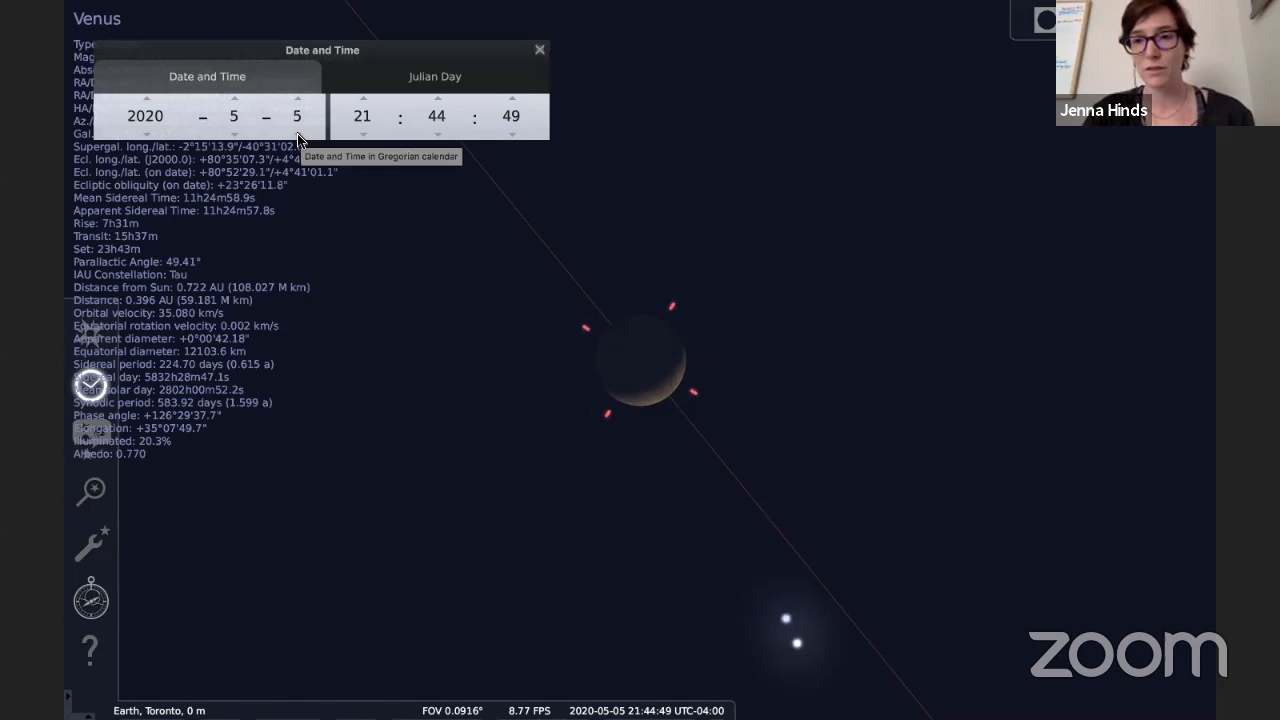 Venus
Date and Time
Date and Time
Julian Day
2020 – 5 – 5 21 : 44 : 49
Date and Time in Gregorian calendar
Type
Mag
Abs
RA/D
RA/
HA/
Az./
Gal.
Supergal. long./lat.: -2°15'13.9"/-40°31'02.
Ecl. long./lat. (J2000.0): +80°35'07.3"/+4°4
Ecl. long./lat. (on date): +80°52'29.1"/+4°41'01.1"
Ecliptic obliquity (on date): +23°26'11.8"
Mean Sidereal Time: 11h24m58.9s
Apparent Sidereal Time: 11h24m57.8s
Rise: 7h31m
Transit: 15h37m
Set: 23h43m
Parallactic Angle: 49.41°
IAU Constellation: Tau
Distance from Sun: 0.722 AU (108.027 M km)
Distance: 0.396 AU (59.181 M km)
Orbital velocity: 35.080 km/s
Equatorial rotation velocity: 0.002 km/s
Apparent diameter: +0°00'42.18"
Equatorial diameter: 12103.6 km
Sidereal period: 224.70 days (0.615 a)
Sidereal day: 5832h28m47.1s
Mean solar day: 2802h00m52.2s
Synodic period: 583.92 days (1.599 a)
Phase angle: +126°29'37.7"
Elongation: +35°07'49.7"
Illuminated: 20.3%
Albedo: 0.770
Jenna Hinds
zoom
Earth, Toronto, 0 m FOV 0.0916° 8.77 FPS 2020-05-05 21:44:49 UTC-04:00